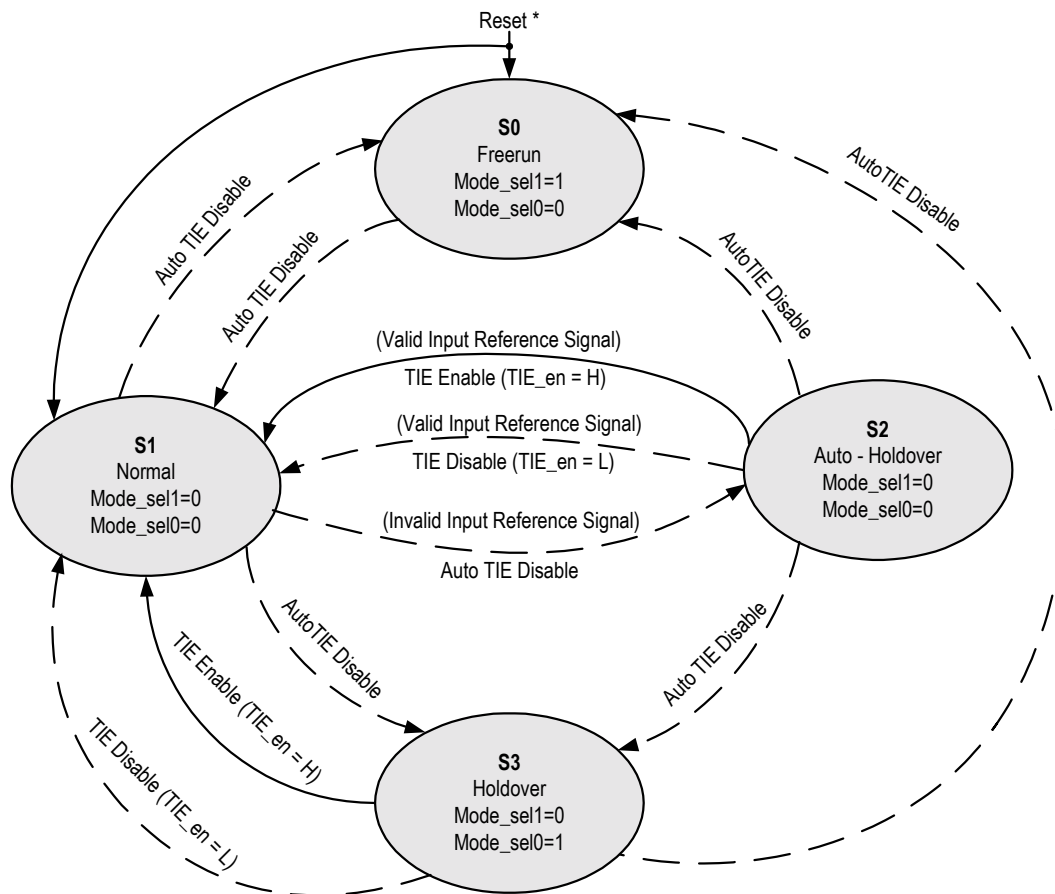 Reset *
S0
Freerun
Mode_sel1=1
Mode_sel0=0
Auto TIE Disable
Auto TIE Disable
AutoTIE Disable
AutoTIE Disable
(Valid Input Reference Signal)
TIE Enable (TIE_en = H)
(Valid Input Reference Signal)
TIE Disable (TIE_en = L)
(Invalid Input Reference Signal)
Auto TIE Disable
S1
Normal
Mode_sel1=0
Mode_sel0=0
S2
Auto - Holdover
Mode_sel1=0
Mode_sel0=0
AutoTIE Disable
Auto TIE Disable
TIE Enable (TIE_en = H)
TIE Disable (TIE_en = L)
S3
Holdover
Mode_sel1=0
Mode_sel0=1